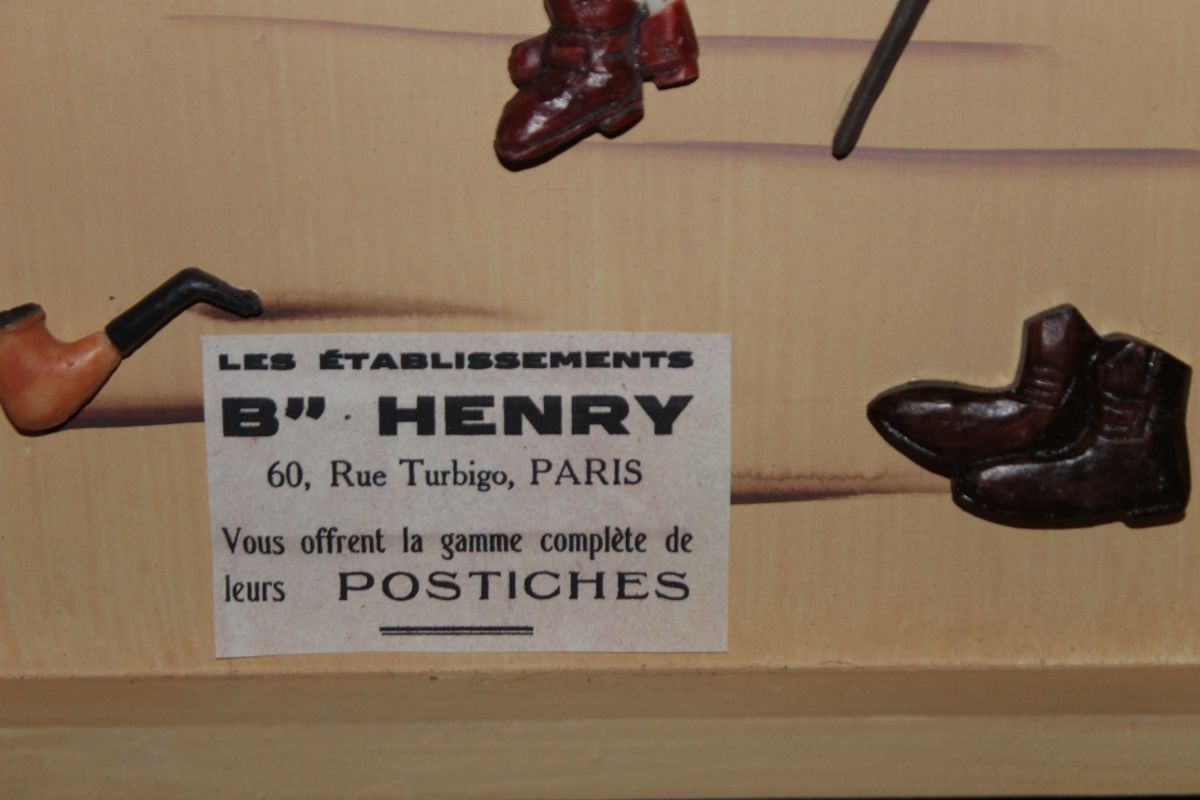 LES ÉTABLISSEMENTS
B" · HENRY
60, Rue Turbigo, PARIS
Vous offrent la gamme complète de
leurs POSTICHES